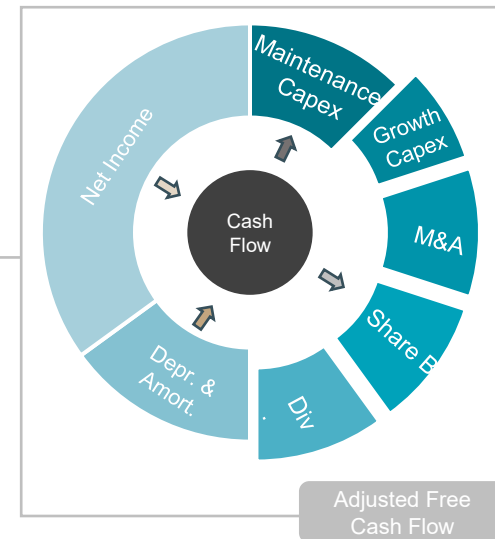 Maintenance
Capex
Growth
Capex
M&A
Share B
Div
.
Depr. &
Amort.
Net Income
Cash
Flow
Adjusted Free
Cash Flow